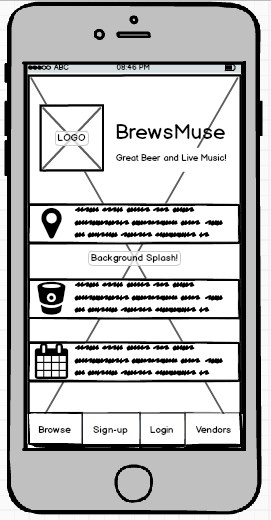 ABC 08:46 PM
LOGO
BrewsMuse
Great Beer and Live Music!
Background Splash!
Browse Sign-up Login Vendors